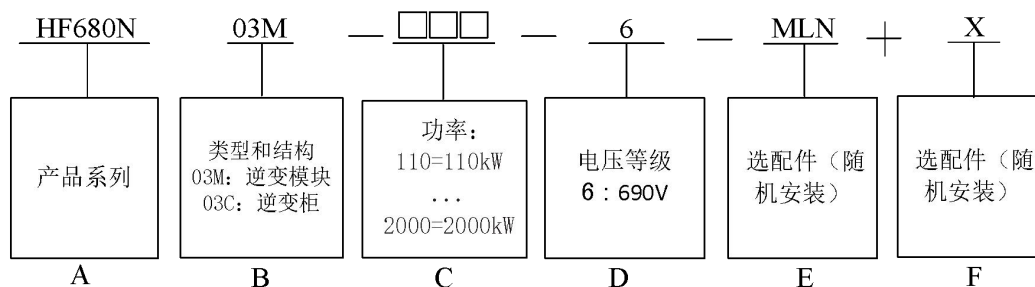 HF680N 03M — □□□ — 6 — MLN + X
产品系列
类型和结构
03M：逆变模块
03C：逆变柜
功率：
110=110kW
...
2000=2000kW
电压等级
6：690V
选配件（随
机安装）
选配件（随
机安装）
A B C D E F